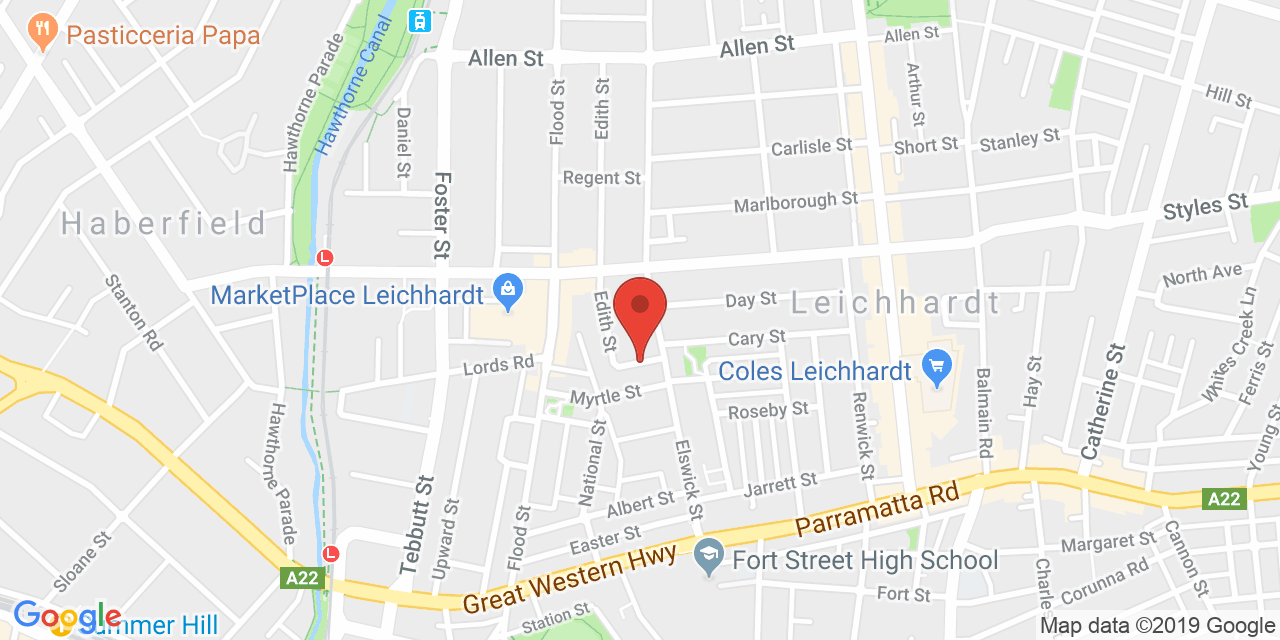 Pasticceria Papa
Hawthorne Parade
Hawthorne Canal
Allen St
Allen St
Allen St
Arthur St
Hill St
Daniel St
Flood St
Edith St
Carlisle St
Short St
Stanley St
Regent St
Foster St
Marlborough St
Styles St
Haberfield
L
North Ave
MarketPlace Leichhardt
Day St
Leichhardt
Stanton Rd
Edith St
Cary St
Whites Creek Ln
Ferris St
Lords Rd
Coles Leichhardt
Myrtle St
Roseby St
Renwick St
Balmain Rd
Hay St
Catherine St
Hawthorne Parade
National St
Elswick St
Young St
Jarrett St
Tebbutt St
Upward St
Flood St
Albert St
Parramatta Rd
A22
Easter St
Sloane St
L
A22
Great Western Hwy
Fort Street High School
Margaret St
Cannon St
Charle
Corunna Rd
Fort St
Station St
Google
Summer Hill
Map data ©2019 Google